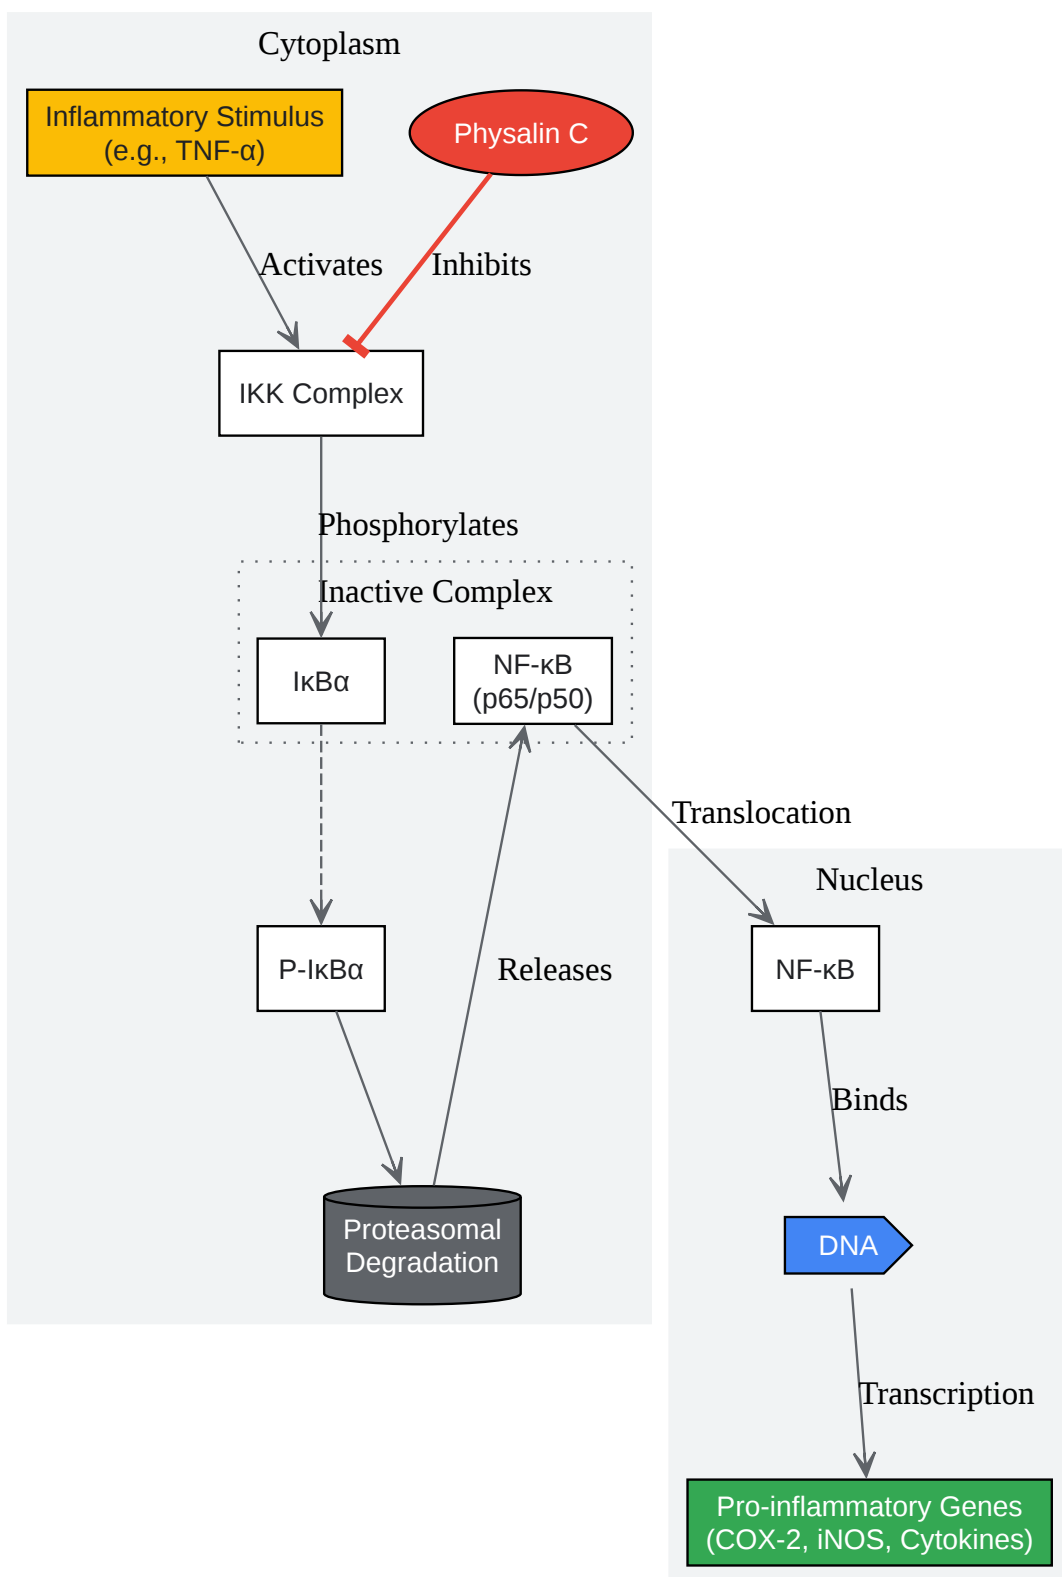 Cytoplasm
Inflammatory Stimulus
(e.g., TNF-α)
Physalin C
Activates
Inhibits
IKK Complex
Phosphorylates
Inactive Complex
IκBα
NF-κB
(p65/p50)
Translocation
Nucleus
P-IκBα
Releases
NF-κB
Binds
Proteasomal
Degradation
DNA
Transcription
Pro-inflammatory Genes
(COX-2, iNOS, Cytokines)